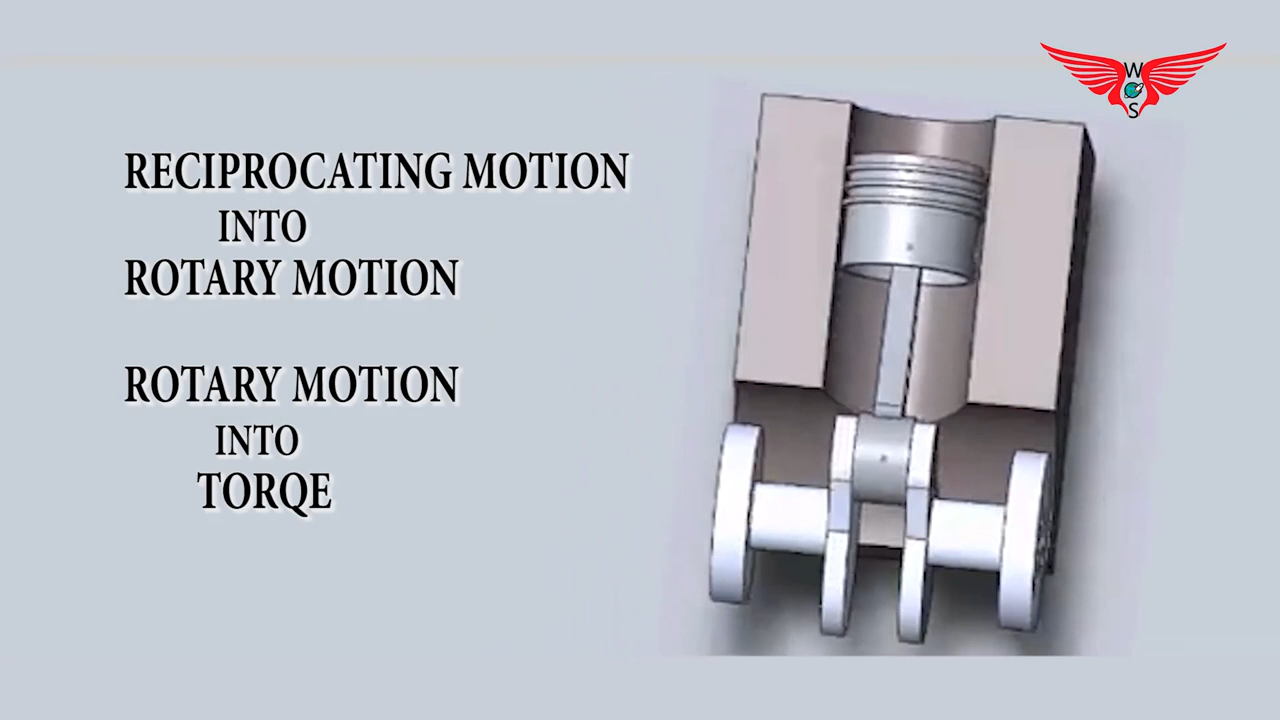 RECIPROCATING MOTION
INTO
ROTARY MOTION
ROTARY MOTION
INTO
TORQE
W
S